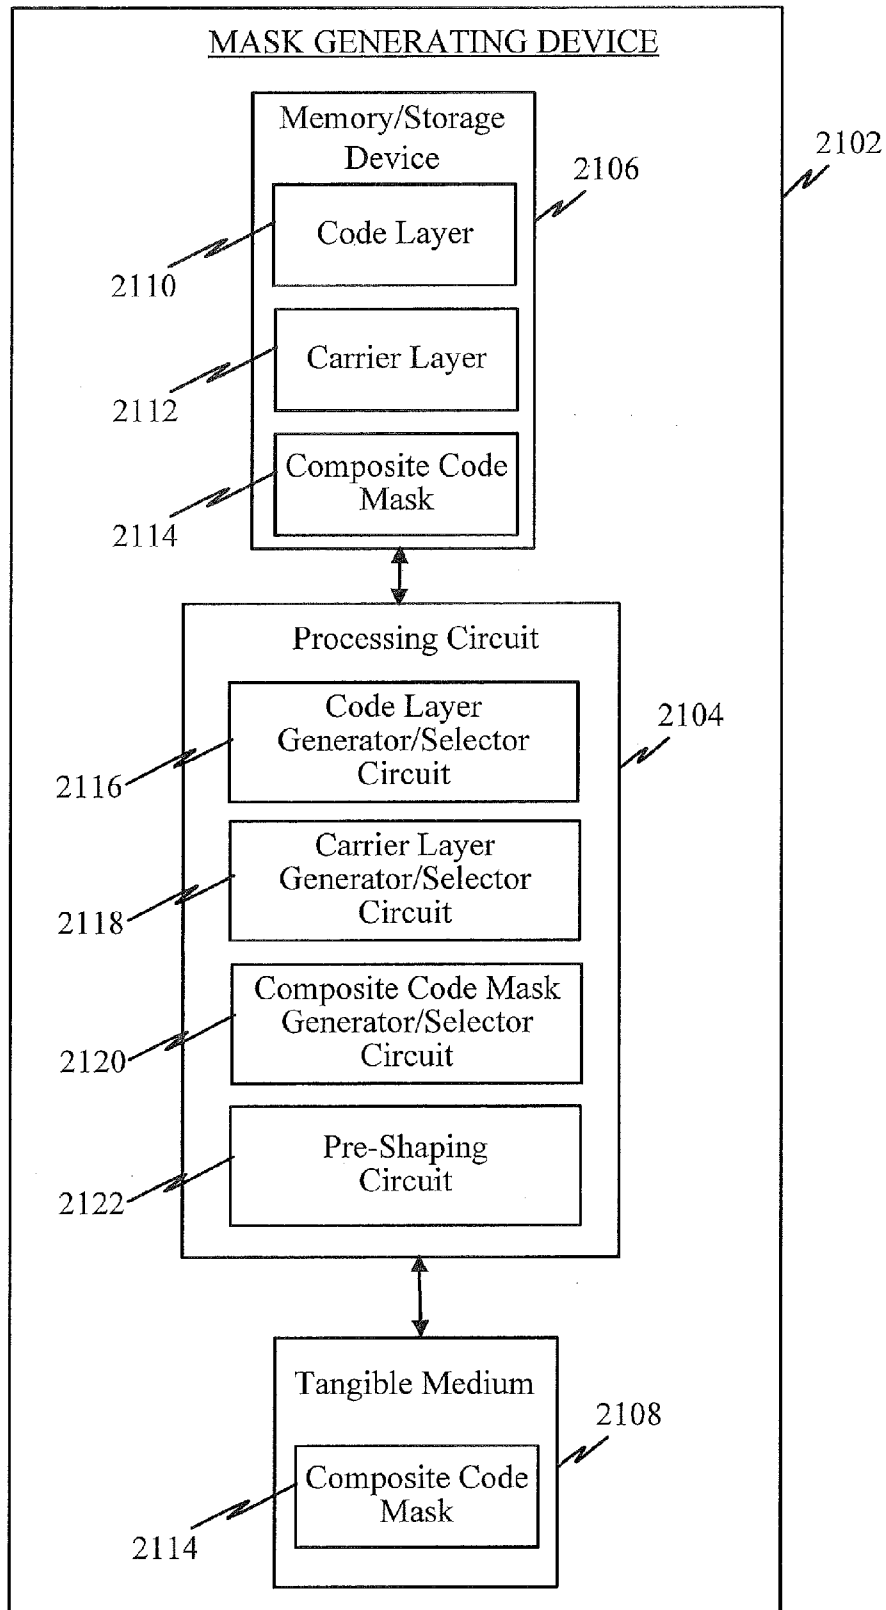 MASK GENERATING DEVICE
Memory/Storage
Device
2102
2106
Code Layer
2110
Carrier Layer
2112
Composite Code
Mask
2114
Processing Circuit
2104
Code Layer
Generator/Selector
Circuit
2116
Carrier Layer
Generator/Selector
Circuit
2118
Composite Code Mask
Generator/Selector
Circuit
2120
Pre-Shaping
Circuit
2122
Tangible Medium
2108
Composite Code
Mask
2114